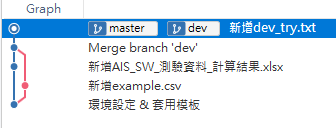 Graph
master dev 新增dev_try.txt
Merge branch 'dev'
新增AIS_SW_測驗資料_計算結果.xlsx
新增example.csv
環境設定 & 套用模板